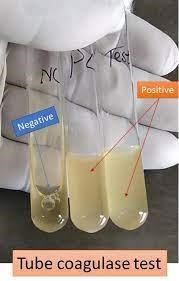 NC PC Test
Positive
Negative
Tube coagulase test